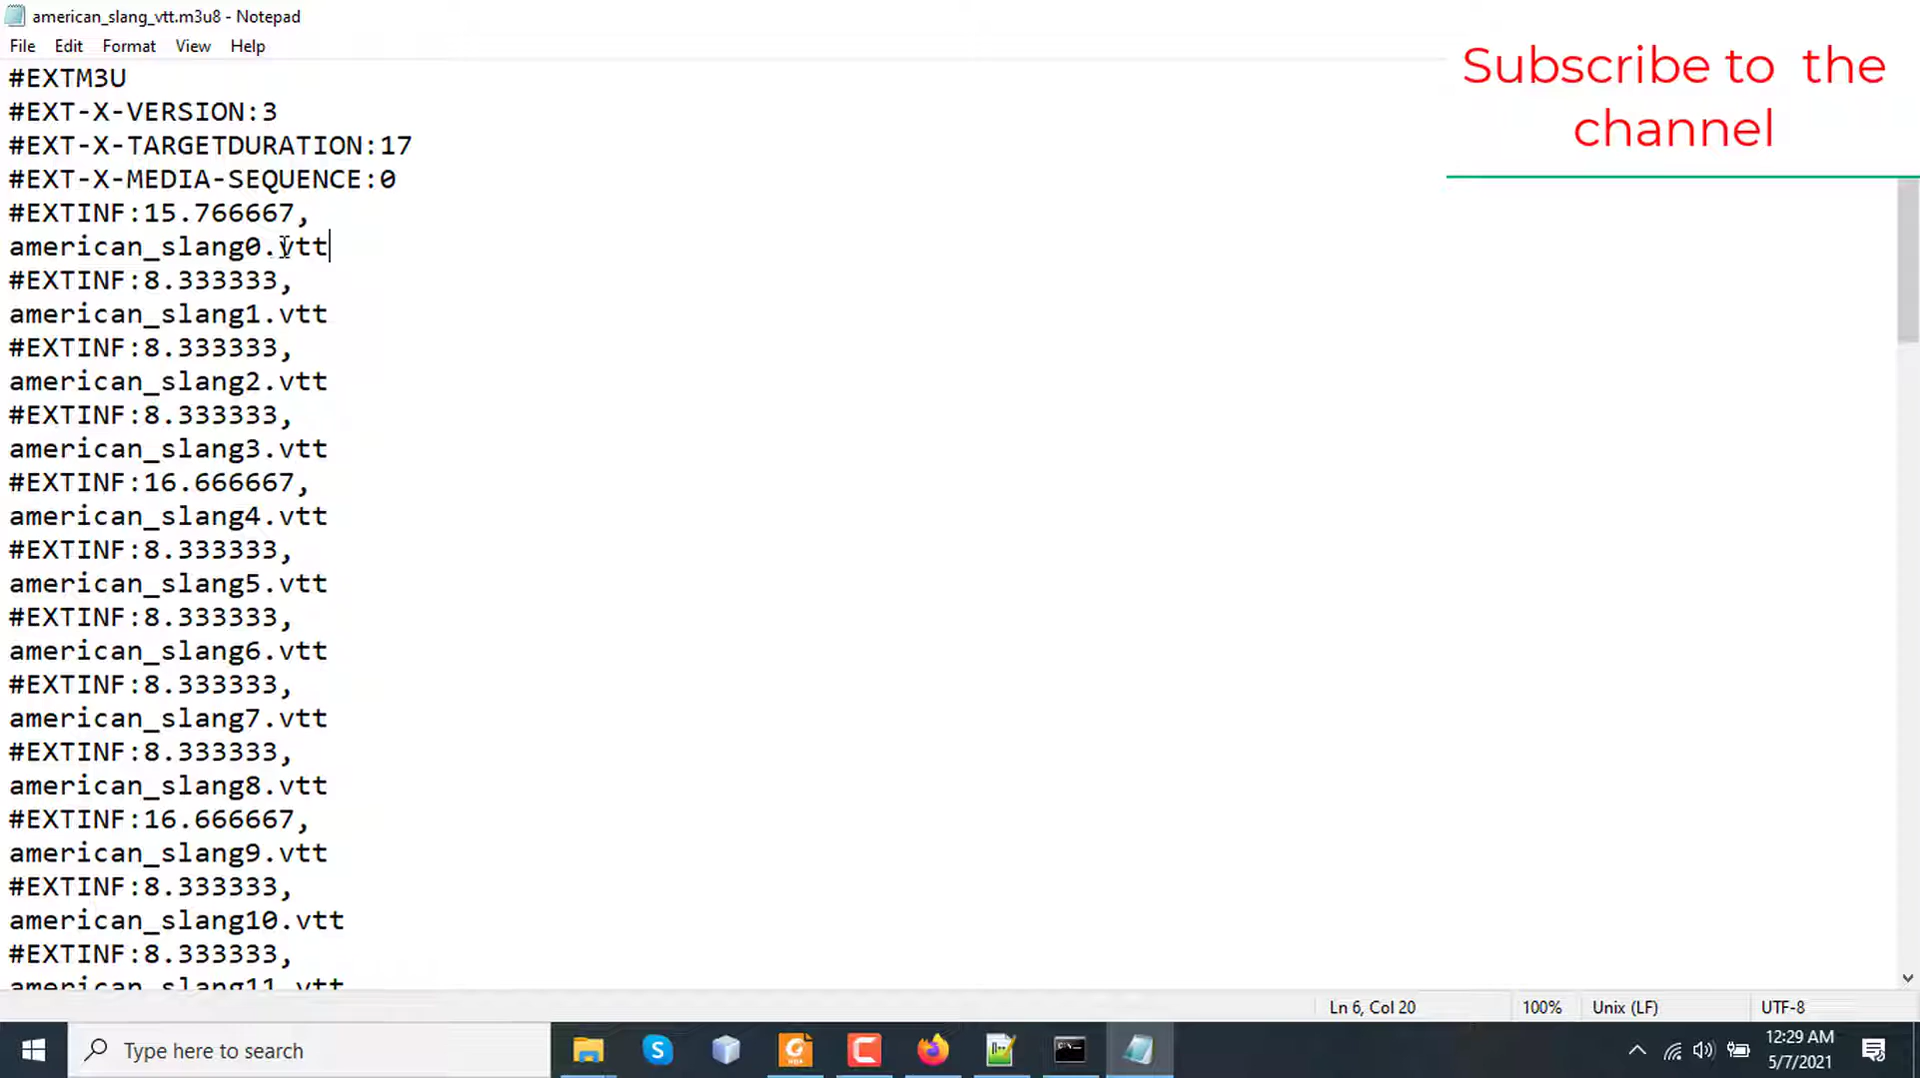 american_slang_vtt.m3u8 - Notepad
File Edit Format View Help
Subscribe to the
channel
#EXTM3U
#EXT-X-VERSION:3
#EXT-X-TARGETDURATION:17
#EXT-X-MEDIA-SEQUENCE:0
#EXTINF:15.766667,
american_slang0.vtt
#EXTINF:8.333333,
american_slang1.vtt
#EXTINF:8.333333,
american_slang2.vtt
#EXTINF:8.333333,
american_slang3.vtt
#EXTINF:16.666667,
american_slang4.vtt
#EXTINF:8.333333,
american_slang5.vtt
#EXTINF:8.333333,
american_slang6.vtt
#EXTINF:8.333333,
american_slang7.vtt
#EXTINF:8.333333,
american_slang8.vtt
#EXTINF:16.666667,
american_slang9.vtt
#EXTINF:8.333333,
american_slang10.vtt
#EXTINF:8.333333,
american_slang11.vtt
Ln 6, Col 20 100% Unix (LF) UTF-8
Type here to search
12:29 AM
5/7/2021